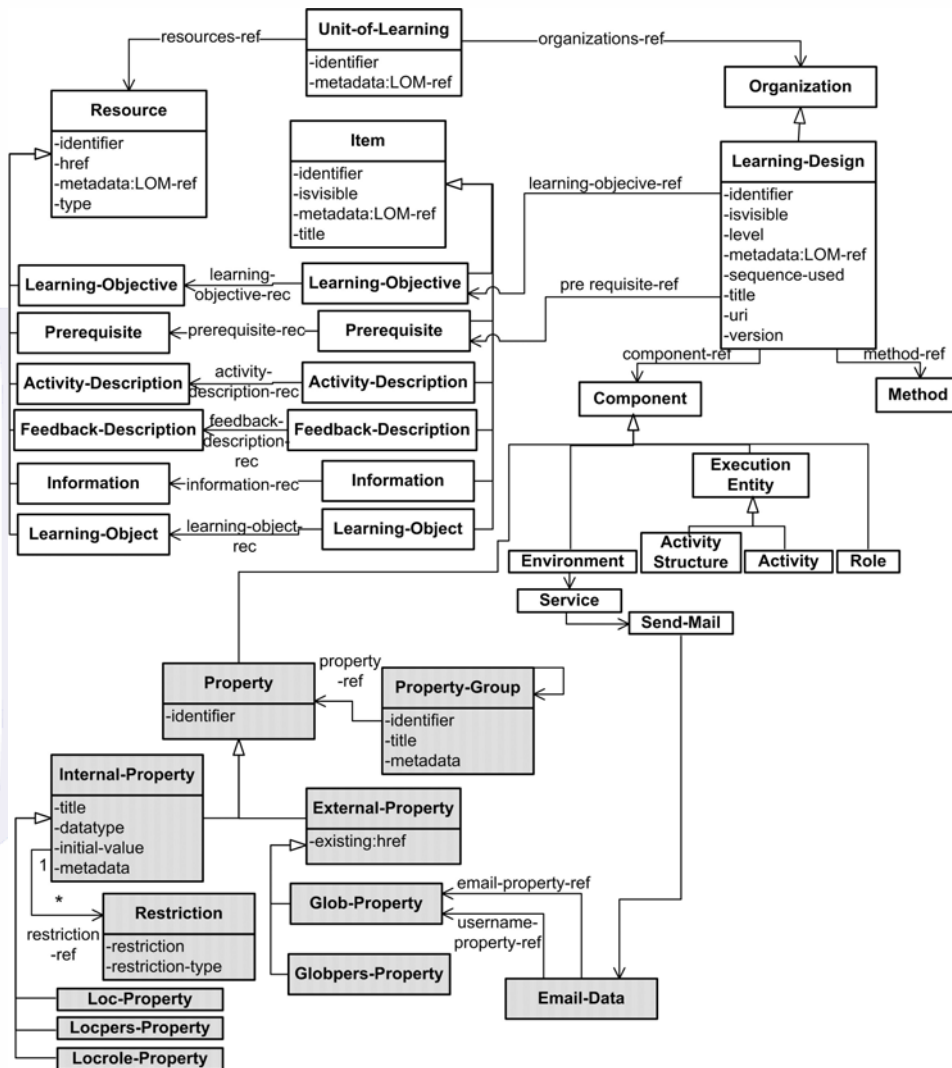 Unit-of-Learning
-identifier
-metadata:LOM-ref
resources-ref
organizations-ref
Resource
-identifier
-href
-metadata:LOM-ref
-type
Item
-identifier
-isvisible
-metadata:LOM-ref
-title
Organization
Learning-Design
-identifier
-isvisible
-level
-metadata:LOM-ref
-sequence-used
-title
-uri
-version
learning-objecive-ref
pre requisite-ref
Learning-Objective
learning-
objective-rec
Learning-Objective
Prerequisite
prerequisite-rec
Prerequisite
Activity-Description
activity-
description-rec
Activity-Description
Feedback-Description
feedback-
description-
rec
Feedback-Description
Information
information-rec
Information
Learning-Object
learning-object-
rec
Learning-Object
component-ref
method-ref
Component
Method
Execution
Entity
Environment
Activity
Structure
Activity
Role
Service
Send-Mail
Property
-identifier
property
-ref
Property-Group
-identifier
-title
-metadata
Internal-Property
-title
-datatype
-initial-value
-metadata
External-Property
-existing:href
1
*
restriction
-ref
Restriction
-restriction
-restriction-type
Glob-Property
email-property-ref
username-
property-ref
Globpers-Property
Email-Data
Loc-Property
Locpers-Property
Locrole-Property